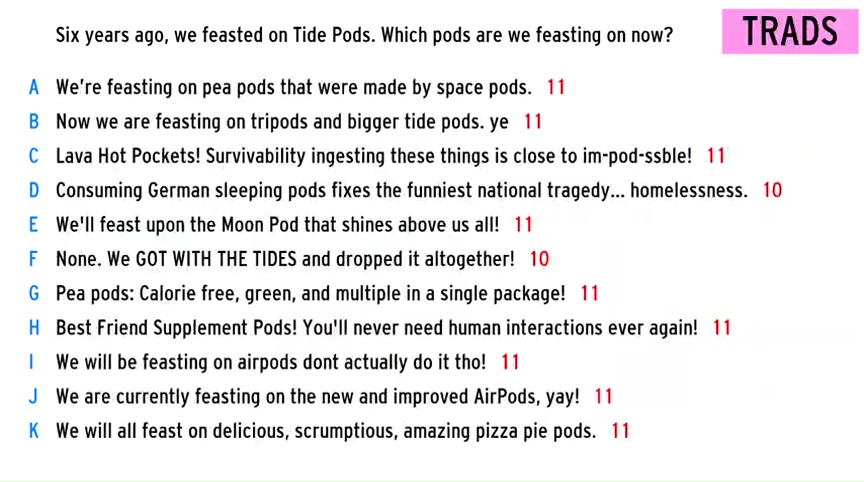 Six years ago, we feasted on Tide Pods. Which pods are we feasting on now?
TRADS
A We're feasting on pea pods that were made by space pods. 11
B Now we are feasting on tripods and bigger tide pods. ye 11
C Lava Hot Pockets! Survivability ingesting these things is close to im-pod-ssble! 11
D Consuming German sleeping pods fixes the funniest national tragedy... homelessness. 10
E We'll feast upon the Moon Pod that shines above us all! 11
F None. We GOT WITH THE TIDES and dropped it altogether! 10
G Pea pods: Calorie free, green, and multiple in a single package! 11
H Best Friend Supplement Pods! You'll never need human interactions ever again! 11
I We will be feasting on airpods dont actually do it tho! 11
J We are currently feasting on the new and improved AirPods, yay! 11
K We will all feast on delicious, scrumptious, amazing pizza pie pods. 11